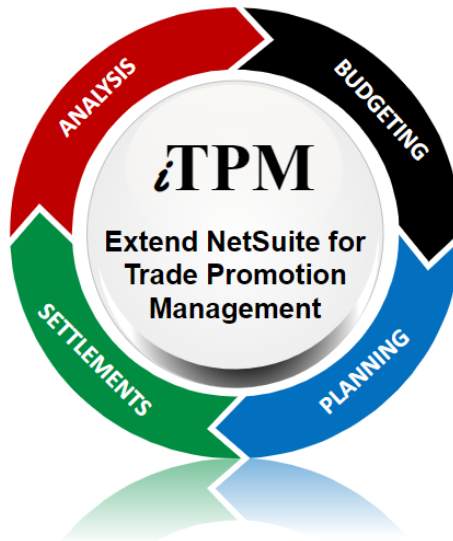 ANALYSIS
BUDGETING
iTPM
Extend NetSuite for
Trade Promotion
Management
SETTLEMENTS
PLANNING